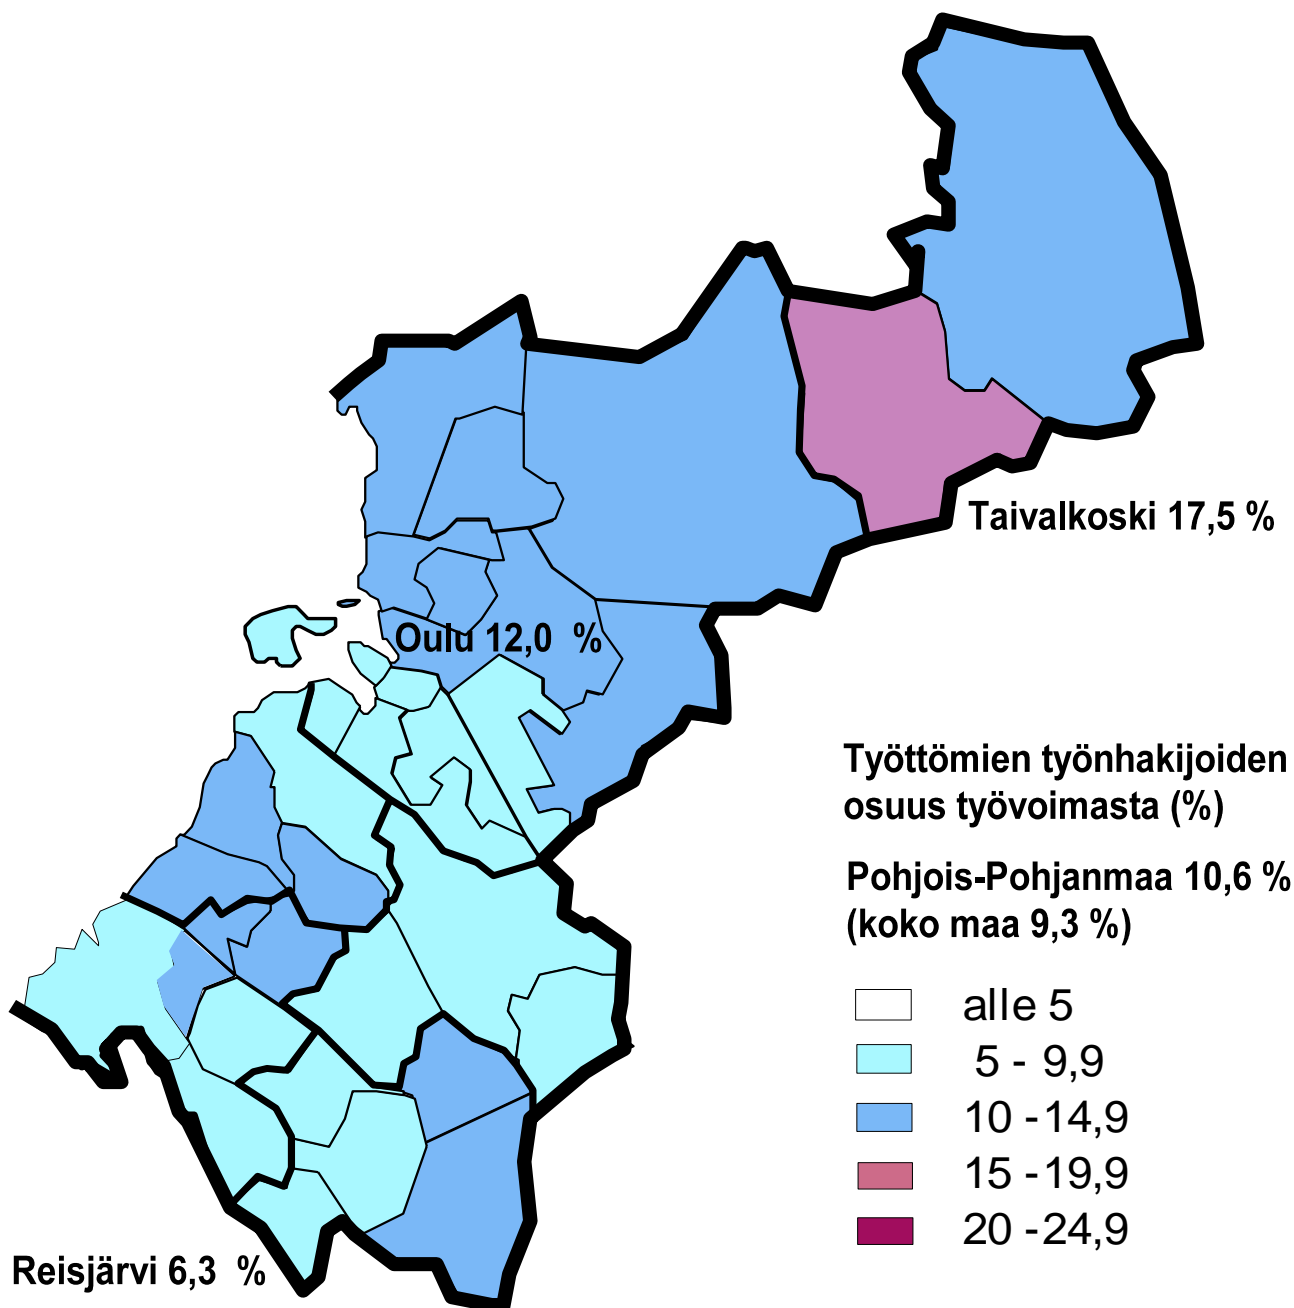 Taivalkoski 17,5 %
Oulu 12,0 %
Työttömien työnhakijoiden
osuus työvoimasta (%)
Pohjois-Pohjanmaa 10,6 %
(koko maa 9,3 %)
alle 5
5 - 9,9
10 -14,9
15 -19,9
20 -24,9
Reisjärvi 6,3 %